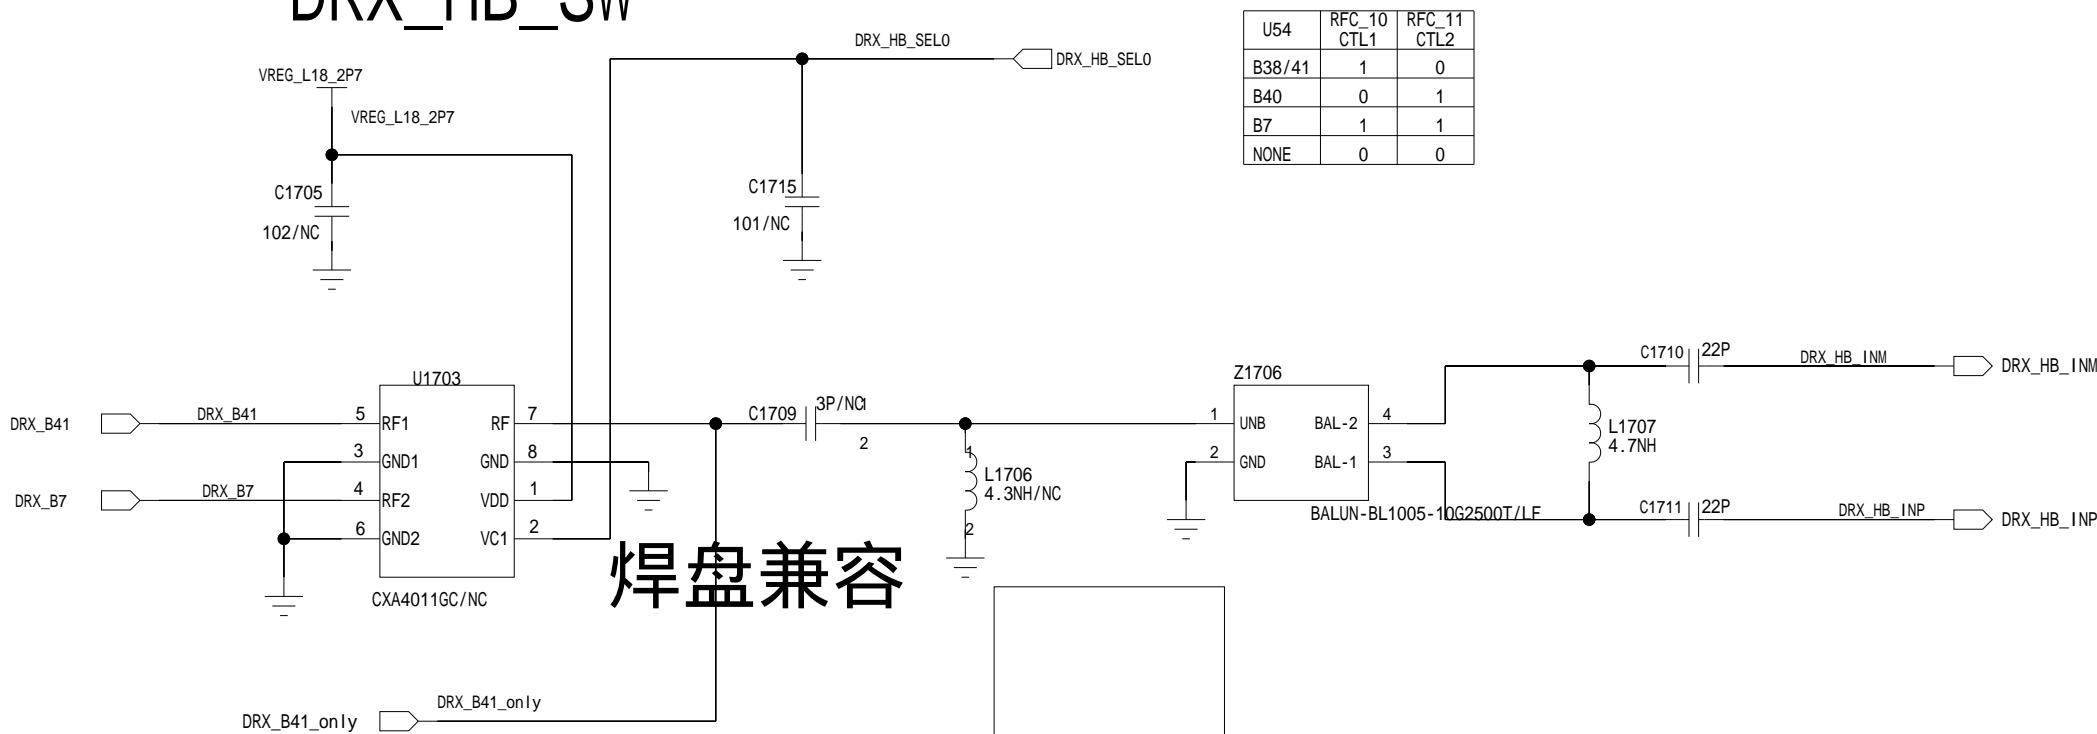 DRX_HB_SW
VREG_L18_2P7
VREG_L18_2P7
C1705
102/NC
DRX_HB_SEL0
DRX_HB_SEL0
C1715
101/NC
U54 RFC_10 CTL1 RFC_11 CTL2
B38/41 1 0
B40 0 1
B7 1 1
NONE 0 0
U1703
DRX_B41 DRX_B41 5 RF1 RF 7
3 GND1 GND 8
DRX_B7 DRX_B7 4 RF2 VDD 1
6 GND2 VC1 2
CXA4011GC/NC
焊盘兼容
C1709 3P/NC 1
2
1
L1706
4.3NH/NC
2
Z1706
1 UNB BAL-2 4
2 GND BAL-1 3
BALUN-BL1005-10G2500T/LF
L1707
4.7NH
C1710 22P DRX_HB_INM DRX_HB_INM
C1711 22P DRX_HB_INP DRX_HB_INP
DRX_B41_only DRX_B41_only